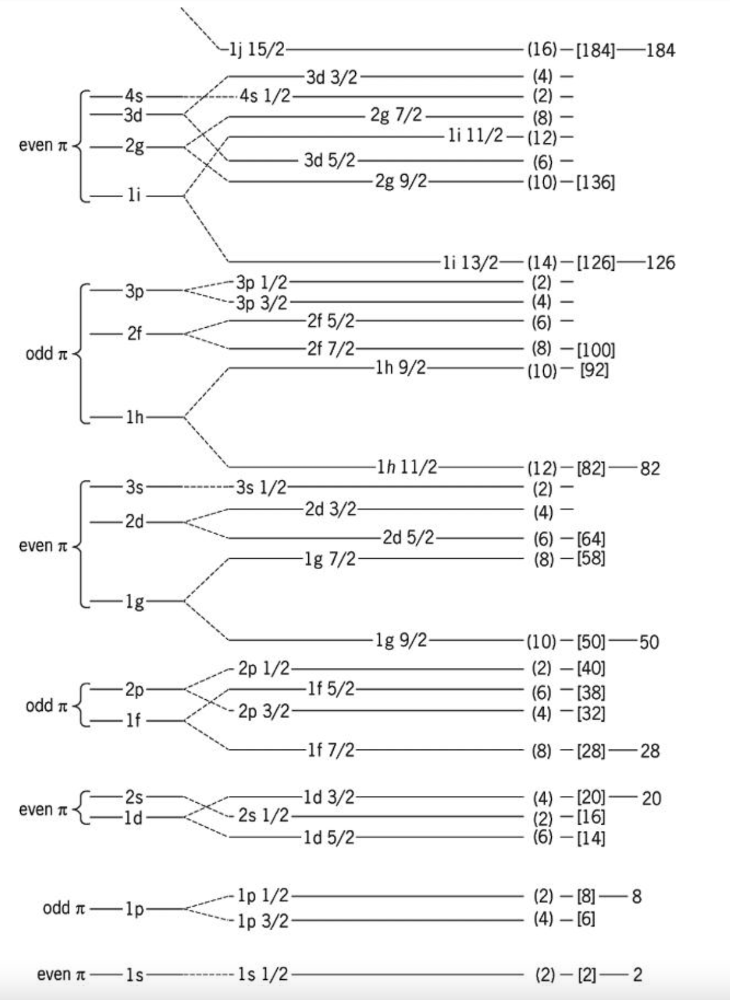 1j 15/2 (16) [184] 184
3d 3/2 (4)
4s 4s 1/2 (2)
3d 2g 7/2 (8)
1i 11/2 (12)
even π 2g
3d 5/2 (6)
2g 9/2 (10) [136]
1i
1i 13/2 (14) [126] 126
3p 3p 1/2 (2)
3p 3/2 (4)
2f 5/2 (6)
2f
2f 7/2 (8) [100]
odd π
1h 9/2 (10) [92]
1h
1h 11/2 (12) [82] 82
3s 3s 1/2 (2)
2d 3/2 (4)
2d
2d 5/2 (6) [64]
even π
1g 7/2 (8) [58]
1g
1g 9/2 (10) [50] 50
2p 1/2 (2) [40]
2p 1f 5/2 (6) [38]
odd π
2p 3/2 (4) [32]
1f
1f 7/2 (8) [28] 28
2s 1d 3/2 (4) [20] 20
even π
1d 2s 1/2 (2) [16]
1d 5/2 (6) [14]
1p 1/2 (2) [8] 8
odd π 1p
1p 3/2 (4) [6]
even π 1s 1s 1/2 (2) [2] 2